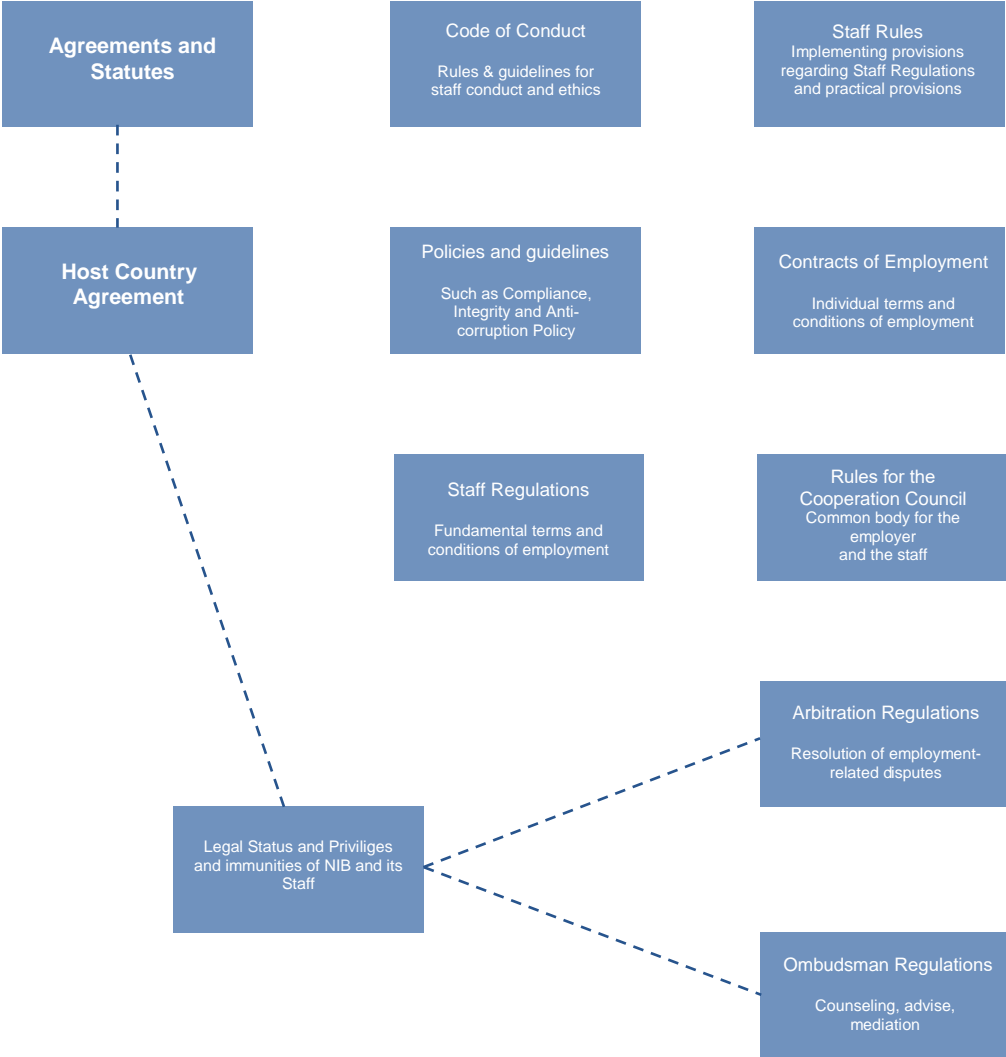 Agreements and
Statutes
Code of Conduct
Rules & guidelines for
staff conduct and ethics
Staff Rules
Implementing provisions
regarding Staff Regulations
and practical provisions
Host Country
Agreement
Policies and guidelines
Such as Compliance,
Integrity and Anti-
corruption Policy
Contracts of Employment
Individual terms and
conditions of employment
Staff Regulations
Fundamental terms and
conditions of employment
Rules for the
Cooperation Council
Common body for the
employer
and the staff
Arbitration Regulations
Resolution of employment-
related disputes
Legal Status and Priviliges
and immunities of NIB and its
Staff
Ombudsman Regulations
Counseling, advise,
mediation